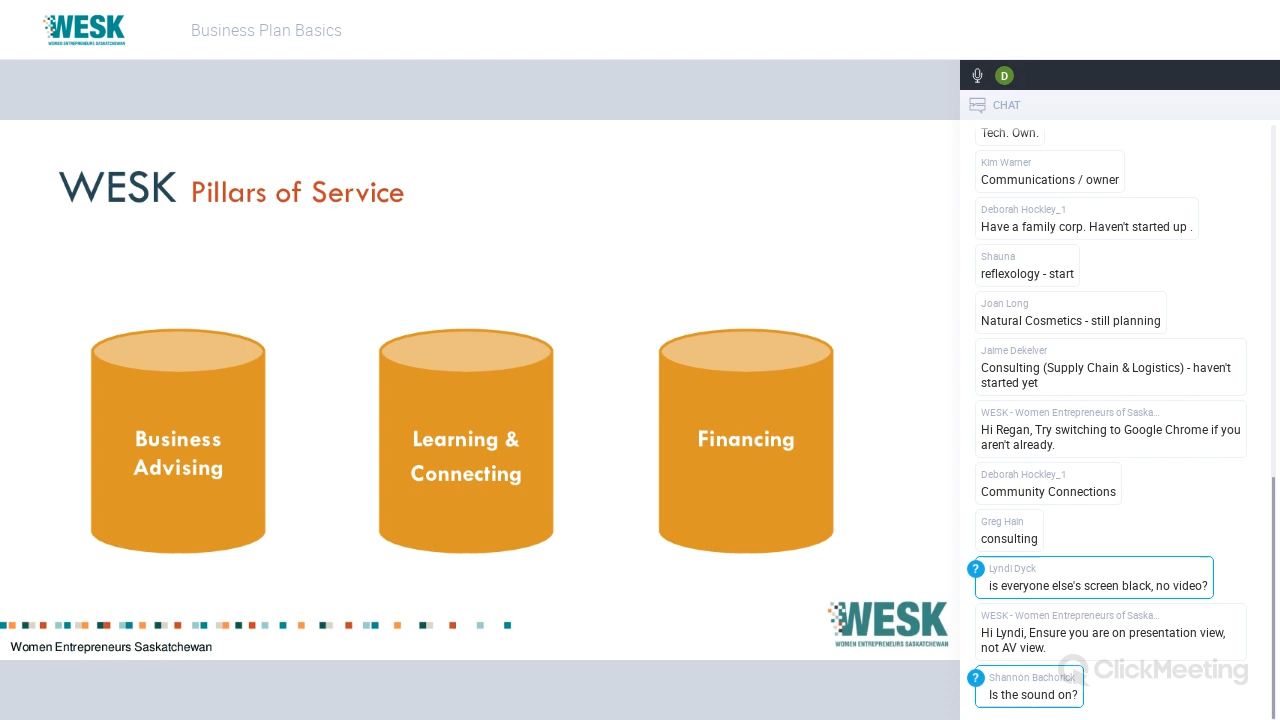 WESK
WOMEN ENTREPRENEURS SASKATCHEWAN
Business Plan Basics
WESK Pillars of Service
Business
Advising
Learning &
Connecting
Financing
Women Entrepreneurs Saskatchewan
WESK
WOMEN ENTREPRENEURS SASKATCHEWAN
D
CHAT
Tech. Own.
Kim Warner
Communications / owner
Deborah Hockley_1
Have a family corp. Haven't started up .
Shauna
reflexology - start
Joan Long
Natural Cosmetics - still planning
Jaime Dekelver
Consulting (Supply Chain & Logistics) - haven't
started yet
WESK - Women Entrepreneurs of Saska...
Hi Regan, Try switching to Google Chrome if you
aren't already.
Deborah Hockley_1
Community Connections
Greg Hain
consulting
?
Lyndi Dyck
is everyone else's screen black, no video?
WESK - Women Entrepreneurs of Saska...
Hi Lyndi, Ensure you are on presentation view,
not AV view.
ClickMeeting
?
Shannon Bachorick
Is the sound on?